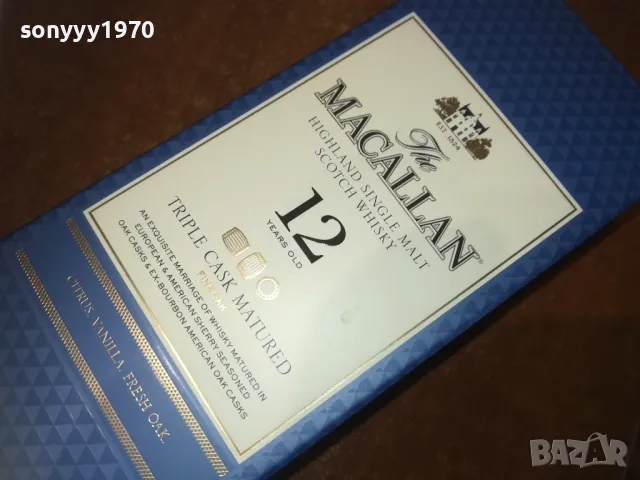 sonyyy1970
EST. 1824
The
MACALLAN®
HIGHLAND SINGLE MALT
SCOTCH WHISKY
12
YEARS OLD
FINE OAK
TRIPLE CASK MATURED
AN EXQUISITE MARRIAGE OF WHISKY MATURED IN
EUROPEAN & AMERICAN SHERRY SEASONED
OAK CASKS & EX-BOURBON AMERICAN OAK CASKS
CITRUS, VANILLA, FRESH OAK
BAZAR